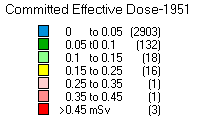 Committed Effective Dose-1951
0 to 0.05 (2903)
0.05 to 0.1 (132)
0.1 to 0.15 (18)
0.15 to 0.25 (16)
0.25 to 0.35 (1)
0.35 to 0.45 (1)
>0.45 mSv (3)